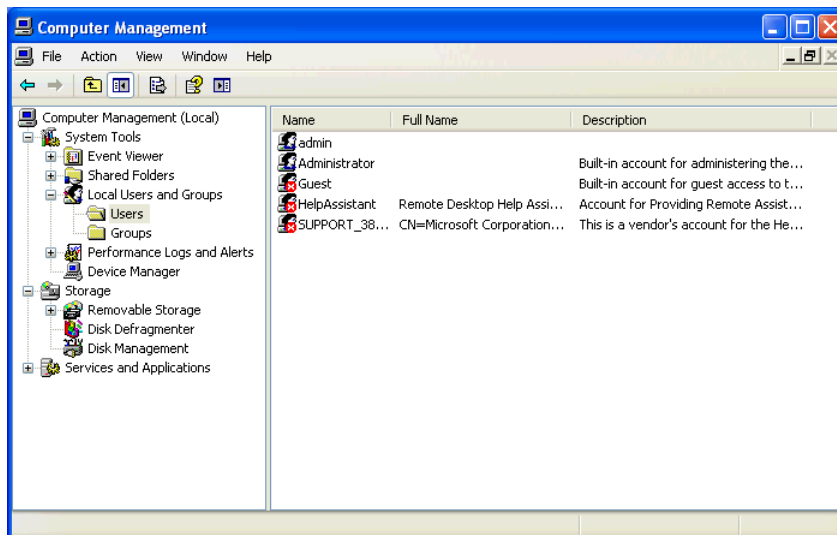 Computer Management
File Action View Window Help
Computer Management (Local)
System Tools
Event Viewer
Shared Folders
Local Users and Groups
Users
Groups
Performance Logs and Alerts
Device Manager
Storage
Removable Storage
Disk Defragmenter
Disk Management
Services and Applications
Name Full Name Description
admin
Administrator Built-in account for administering the...
Guest Built-in account for guest access to t...
HelpAssistant Remote Desktop Help Assi... Account for Providing Remote Assist...
SUPPORT_38... CN=Microsoft Corporation... This is a vendor's account for the He...